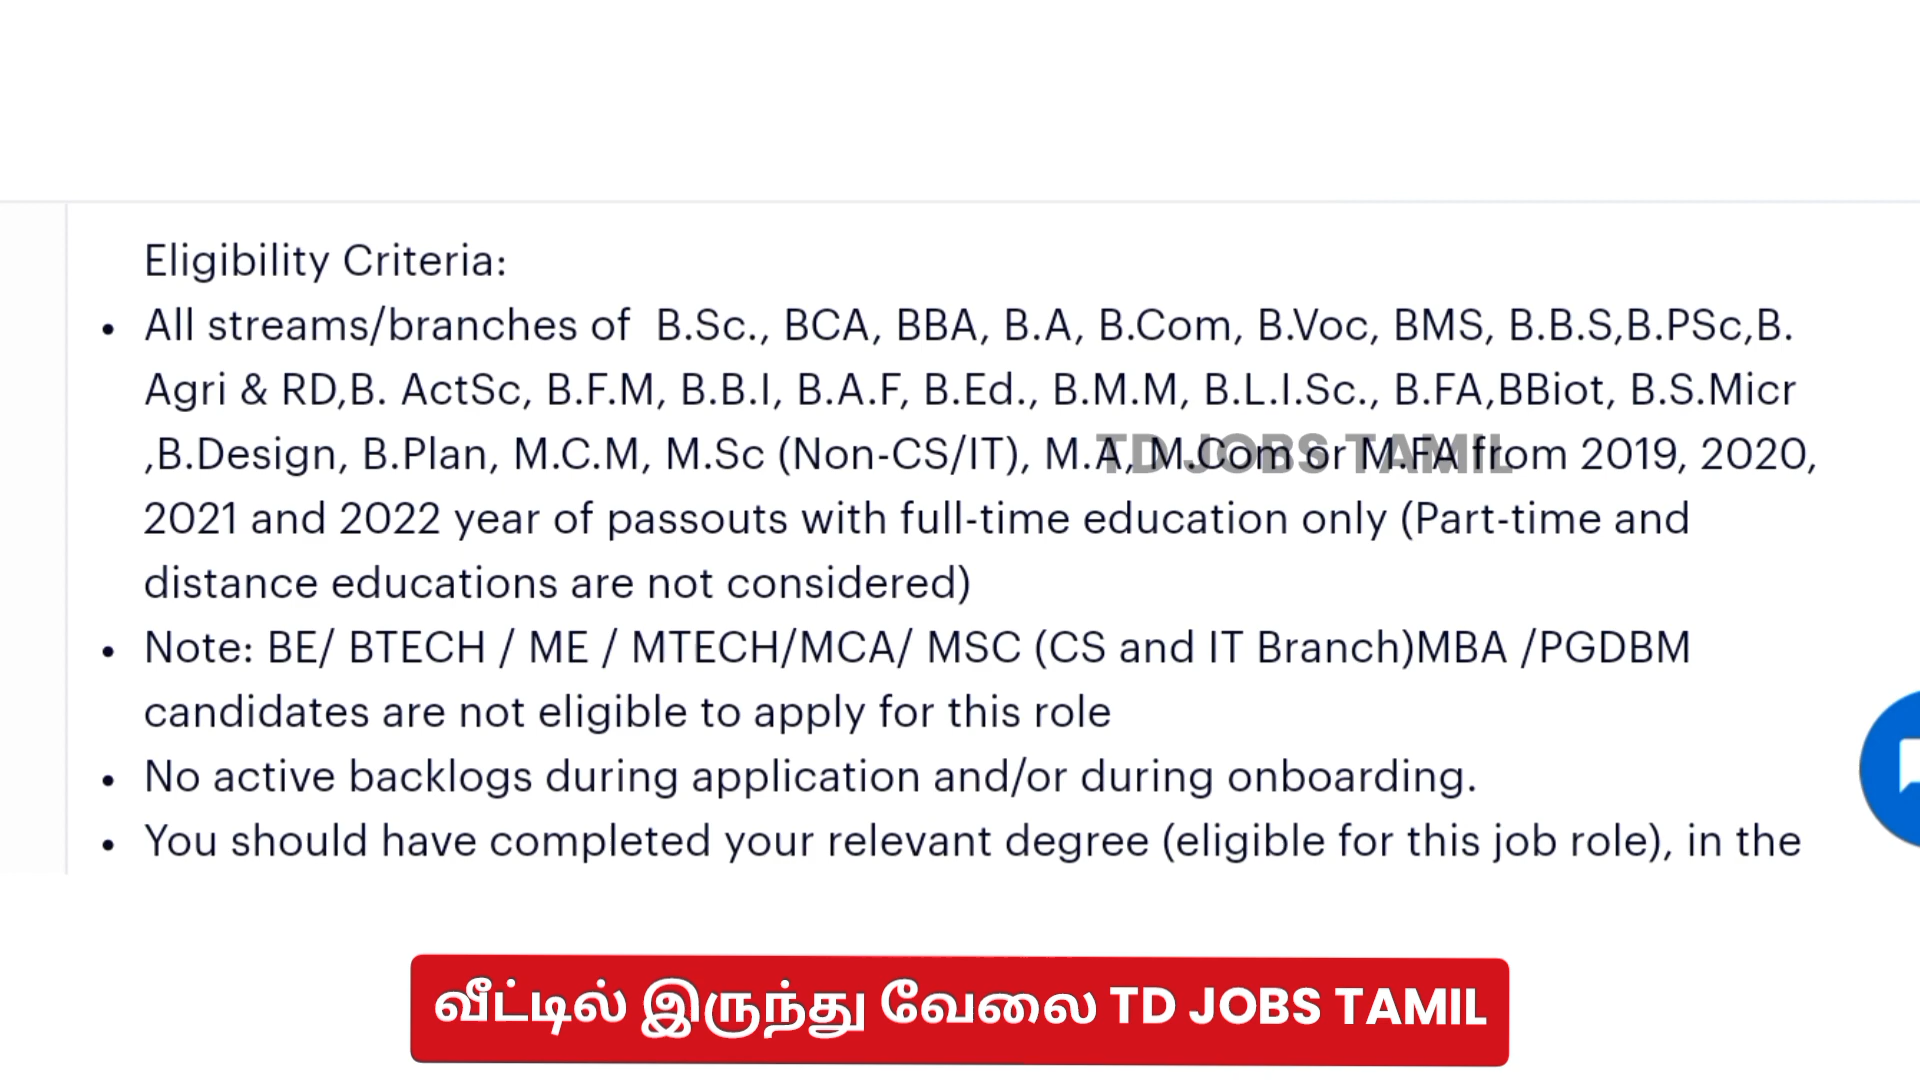 Eligibility Criteria:
• All streams/branches of B.Sc., BCA, BBA, B.A, B.Com, B.Voc, BMS, B.B.S,B.PSc,B.
Agri & RD,B. ActSc, B.F.M, B.B.I, B.A.F, B.Ed., B.M.M, B.L.I.Sc., B.FA,BBiot, B.S.Micr
,B.Design, B.Plan, M.C.M, M.Sc (Non-CS/IT), M.A, M.Com or M.FA from 2019, 2020,
TD JOBS TAMIL
2021 and 2022 year of passouts with full-time education only (Part-time and
distance educations are not considered)
• Note: BE/ BTECH / ME / MTECH/MCA/ MSC (CS and IT Branch)MBA /PGDBM
candidates are not eligible to apply for this role
• No active backlogs during application and/or during onboarding.
• You should have completed your relevant degree (eligible for this job role), in the
வீட்டில் இருந்து வேலை TD JOBS TAMIL